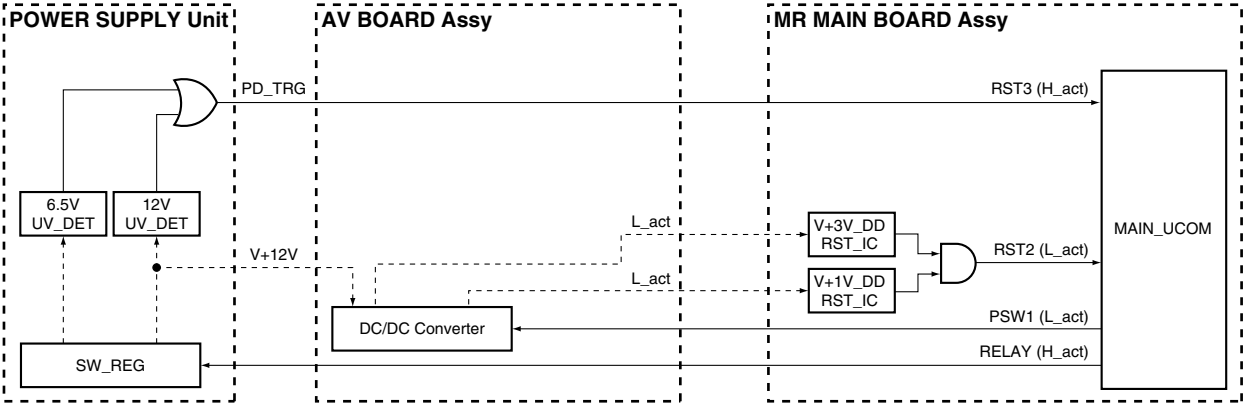 POWER SUPPLY Unit
AV BOARD Assy
MR MAIN BOARD Assy
PD_TRG
RST3 (H_act)
6.5V
UV_DET
12V
UV_DET
V+12V
L_act
L_act
V+3V_DD
RST_IC
V+1V_DD
RST_IC
RST2 (L_act)
MAIN_UCOM
DC/DC Converter
PSW1 (L_act)
SW_REG
RELAY (H_act)